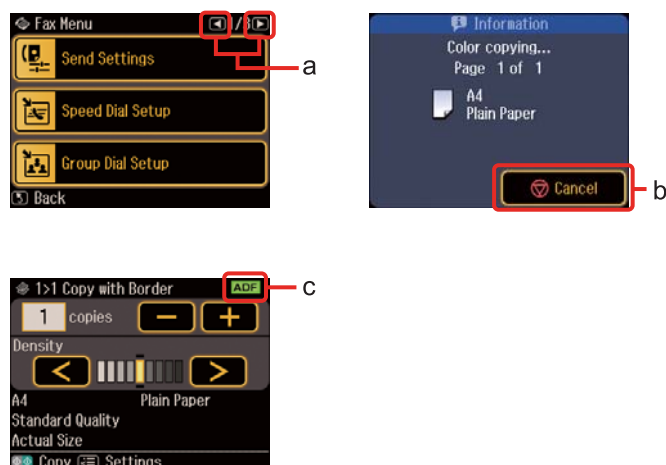 Fax Menu 1/3
Send Settings
Speed Dial Setup
Group Dial Setup
Back
a
Information
Color copying...
Page 1 of 1
A4
Plain Paper
Cancel
b
1>1 Copy with Border ADF
1 copies
Density
A4 Plain Paper
Standard Quality
Actual Size
Copy Settings
c